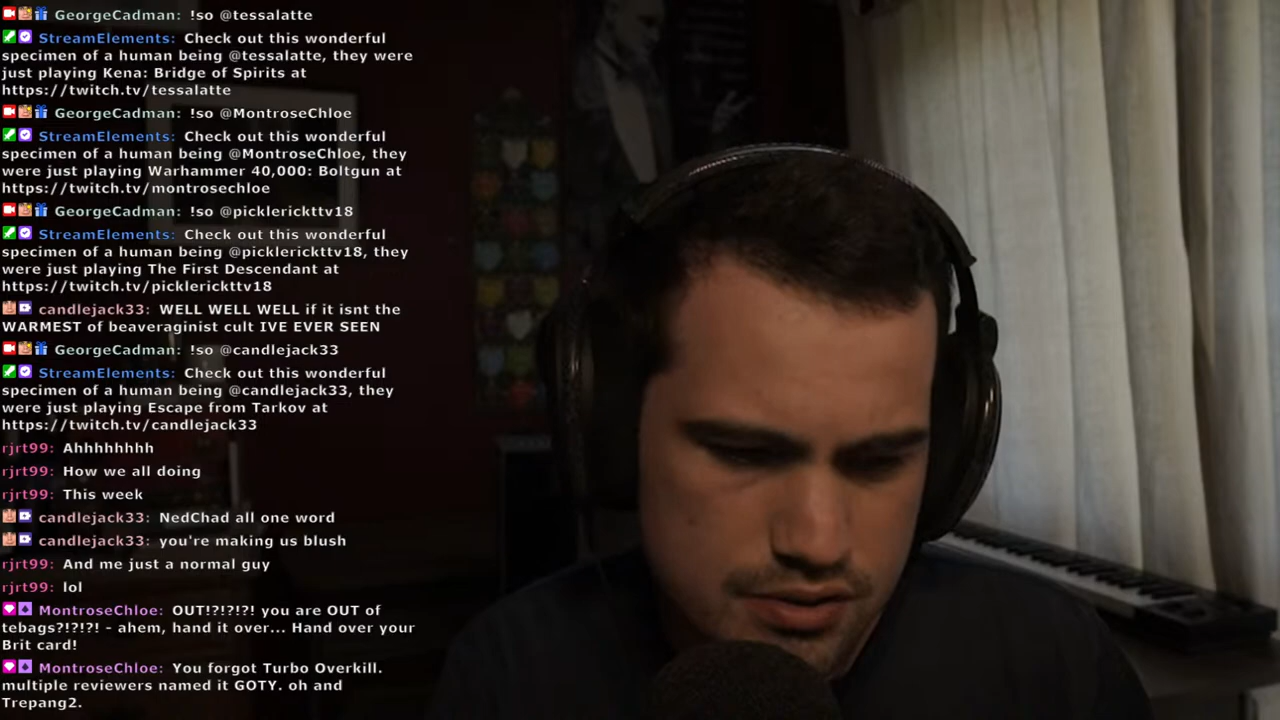 GeorgeCadman: !so @tessalatte
StreamElements: Check out this wonderful
specimen of a human being @tessalatte, they were
just playing Kena: Bridge of Spirits at
https://twitch.tv/tessalatte
GeorgeCadman: !so @MontroseChloe
StreamElements: Check out this wonderful
specimen of a human being @MontroseChloe, they
were just playing Warhammer 40,000: Boltgun at
https://twitch.tv/montrosechloe
GeorgeCadman: !so @picklerickttv18
StreamElements: Check out this wonderful
specimen of a human being @picklerickttv18, they
were just playing The First Descendant at
https://twitch.tv/picklerickttv18
candlejack33: WELL WELL WELL if it isnt the
WARMEST of beaveraginist cult IVE EVER SEEN
GeorgeCadman: !so @candlejack33
StreamElements: Check out this wonderful
specimen of a human being @candlejack33, they
were just playing Escape from Tarkov at
https://twitch.tv/candlejack33
rjrt99: Ahhhhhhhh
rjrt99: How we all doing
rjrt99: This week
candlejack33: NedChad all one word
candlejack33: you're making us blush
rjrt99: And me just a normal guy
rjrt99: lol
MontroseChloe: OUT!?!?!?! you are OUT of
tebags?!?!?! - ahem, hand it over... Hand over your
Brit card!
MontroseChloe: You forgot Turbo Overkill.
multiple reviewers named it GOTY. oh and
Trepang2.